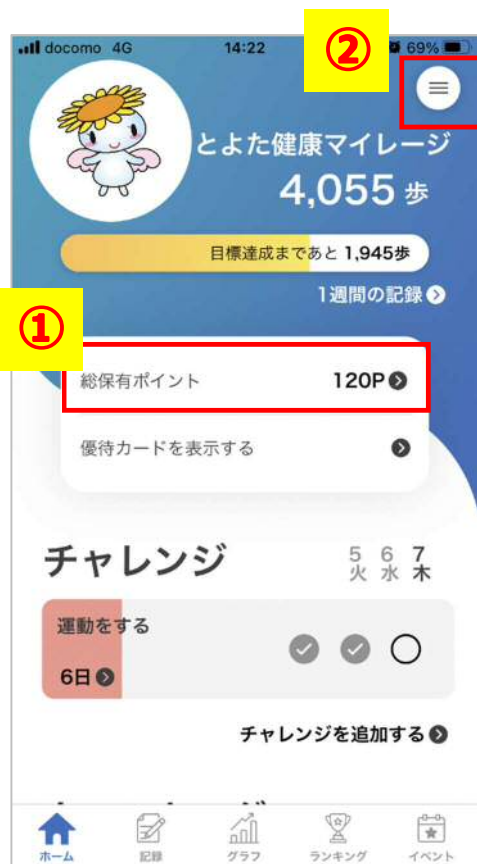 docomo 4G 14:22 69%
②
とよた健康マイレージ
4,055 歩
目標達成まであと 1,945歩
1週間の記録
①
総保有ポイント 120P
優待カードを表示する
チャレンジ 5 6 7
火 水 木
運動をする
6日
チャレンジを追加する
ホーム 記録 グラフ ランキング イベント